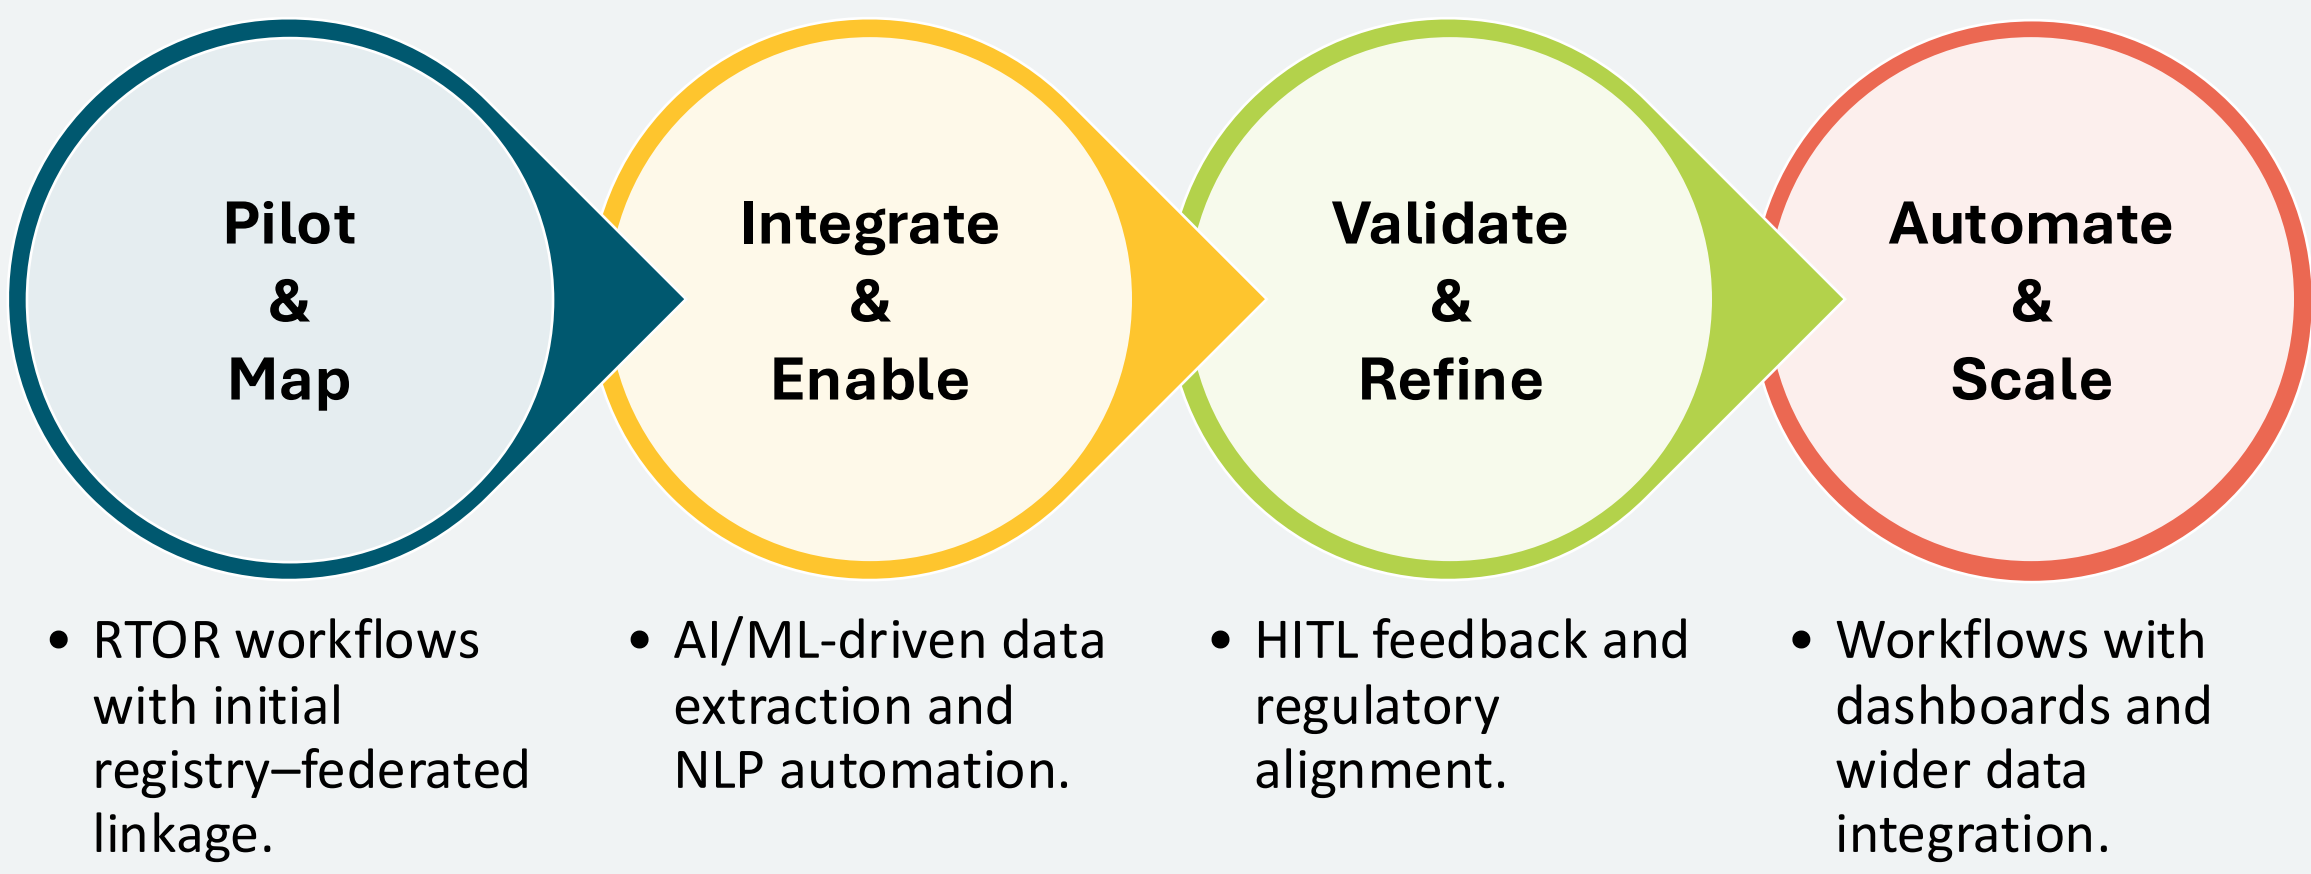 Pilot
&
Map
Integrate
&
Enable
Validate
&
Refine
Automate
&
Scale
• RTOR workflows
with initial
registry–federated
linkage.
• AI/ML-driven data
extraction and
NLP automation.
• HITL feedback and
regulatory
alignment.
• Workflows with
dashboards and
wider data
integration.